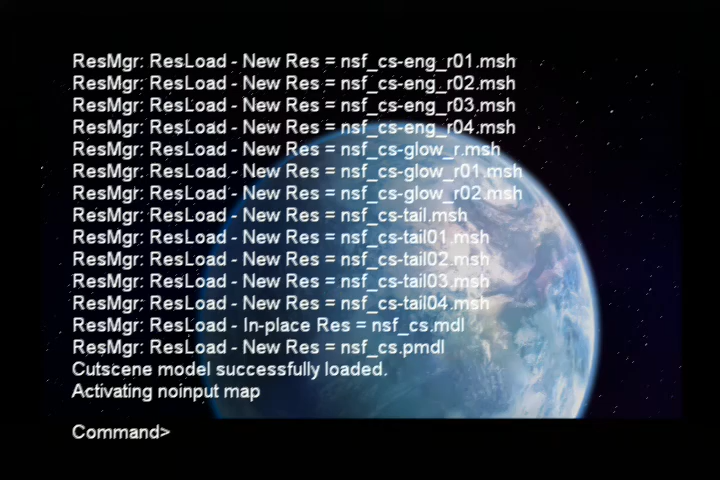 ResMgr: ResLoad - New Res = nsf_cs-eng_r01.msh
ResMgr: ResLoad - New Res = nsf_cs-eng_r02.msh
ResMgr: ResLoad - New Res = nsf_cs-eng_r03.msh
ResMgr: ResLoad - New Res = nsf_cs-eng_r04.msh
ResMgr: ResLoad - New Res = nsf_cs-glow_r.msh
ResMgr: ResLoad - New Res = nsf_cs-glow_r01.msh
ResMgr: ResLoad - New Res = nsf_cs-glow_r02.msh
ResMgr: ResLoad - New Res = nsf_cs-tail.msh
ResMgr: ResLoad - New Res = nsf_cs-tail01.msh
ResMgr: ResLoad - New Res = nsf_cs-tail02.msh
ResMgr: ResLoad - New Res = nsf_cs-tail03.msh
ResMgr: ResLoad - New Res = nsf_cs-tail04.msh
ResMgr: ResLoad - In-place Res = nsf_cs.mdl
ResMgr: ResLoad - New Res = nsf_cs.pmdl
Cutscene model successfully loaded.
Activating noinput map
Command>